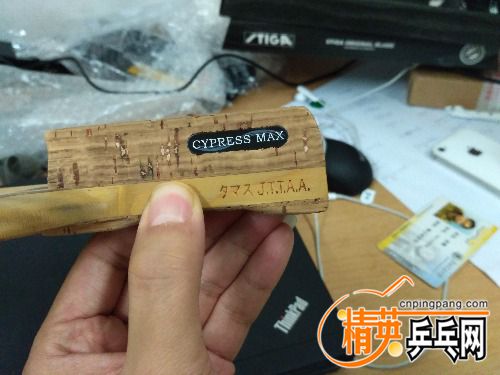 STIGA
CYPRESS MAX
タマス J.T.T.A.A.
ThinkPad
cnpingpang.com
精英乒乓网